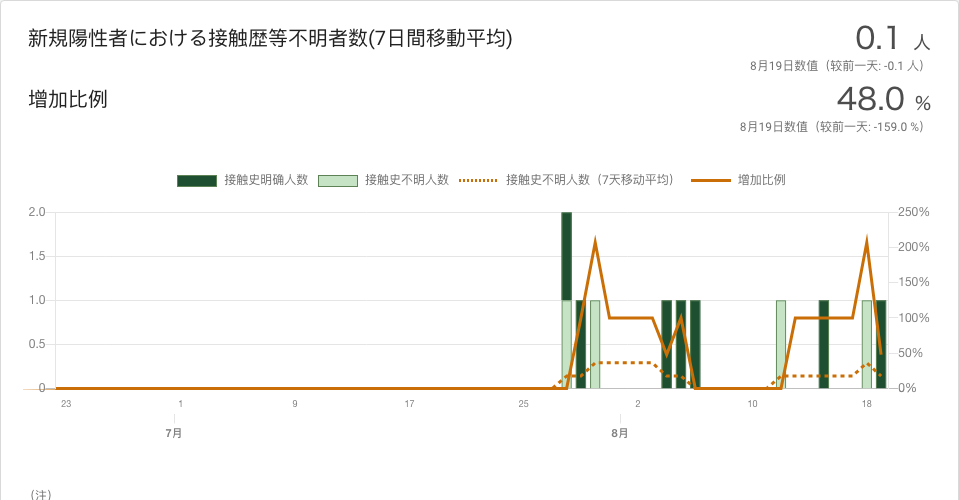 新規陽性者における接触歴等不明者数(7日間移動平均)
0.1 人
8月19日数值（较前一天: -0.1 人）
增加比例
48.0 %
8月19日数值（较前一天: -159.0 %）
接触史明确人数 接触史不明人数 接触史不明人数（7天移动平均） 增加比例
2.0 250%
200%
1.5
150%
1.0 100%
0.5 50%
0 0%
23 1 9 17 25 2 10 18
7月 8月
（注）